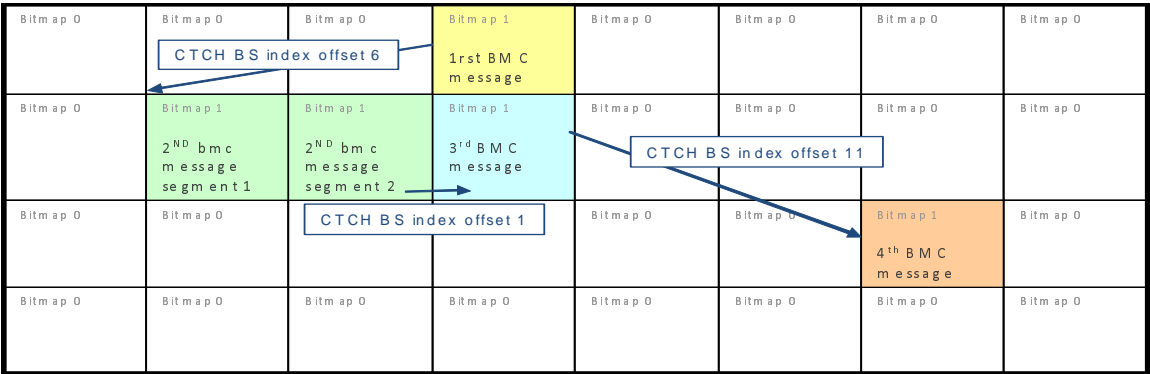 Bitmap 0
Bitmap 0
Bitmap 0
Bitmap 1
Bitmap 0
Bitmap 0
Bitmap 0
Bitmap 0
CTCH BS index offset 6
1rst BMC
message
Bitmap 0
Bitmap 1
Bitmap 1
Bitmap 1
Bitmap 0
Bitmap 0
Bitmap 0
Bitmap 0
2ND bmc
message
segment 1
2ND bmc
message
segment 2
3rd BMC
message
CTCH BS index offset 11
Bitmap 0
Bitmap 0
CTCH BS index offset 1
Bitmap 0
Bitmap 0
Bitmap 1
Bitmap 0
4th BMC
message
Bitmap 0
Bitmap 0
Bitmap 0
Bitmap 0
Bitmap 0
Bitmap 0
Bitmap 0
Bitmap 0